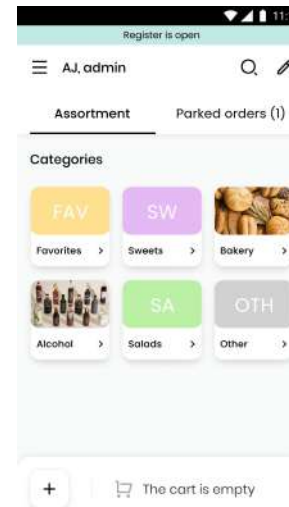 11:
Register is open
AJ, admin
Assortment Parked orders (1)
Categories
FAV SW
Favorites Sweets Bakery
SA OTH
Alcohol Salads Other
+ The cart is empty